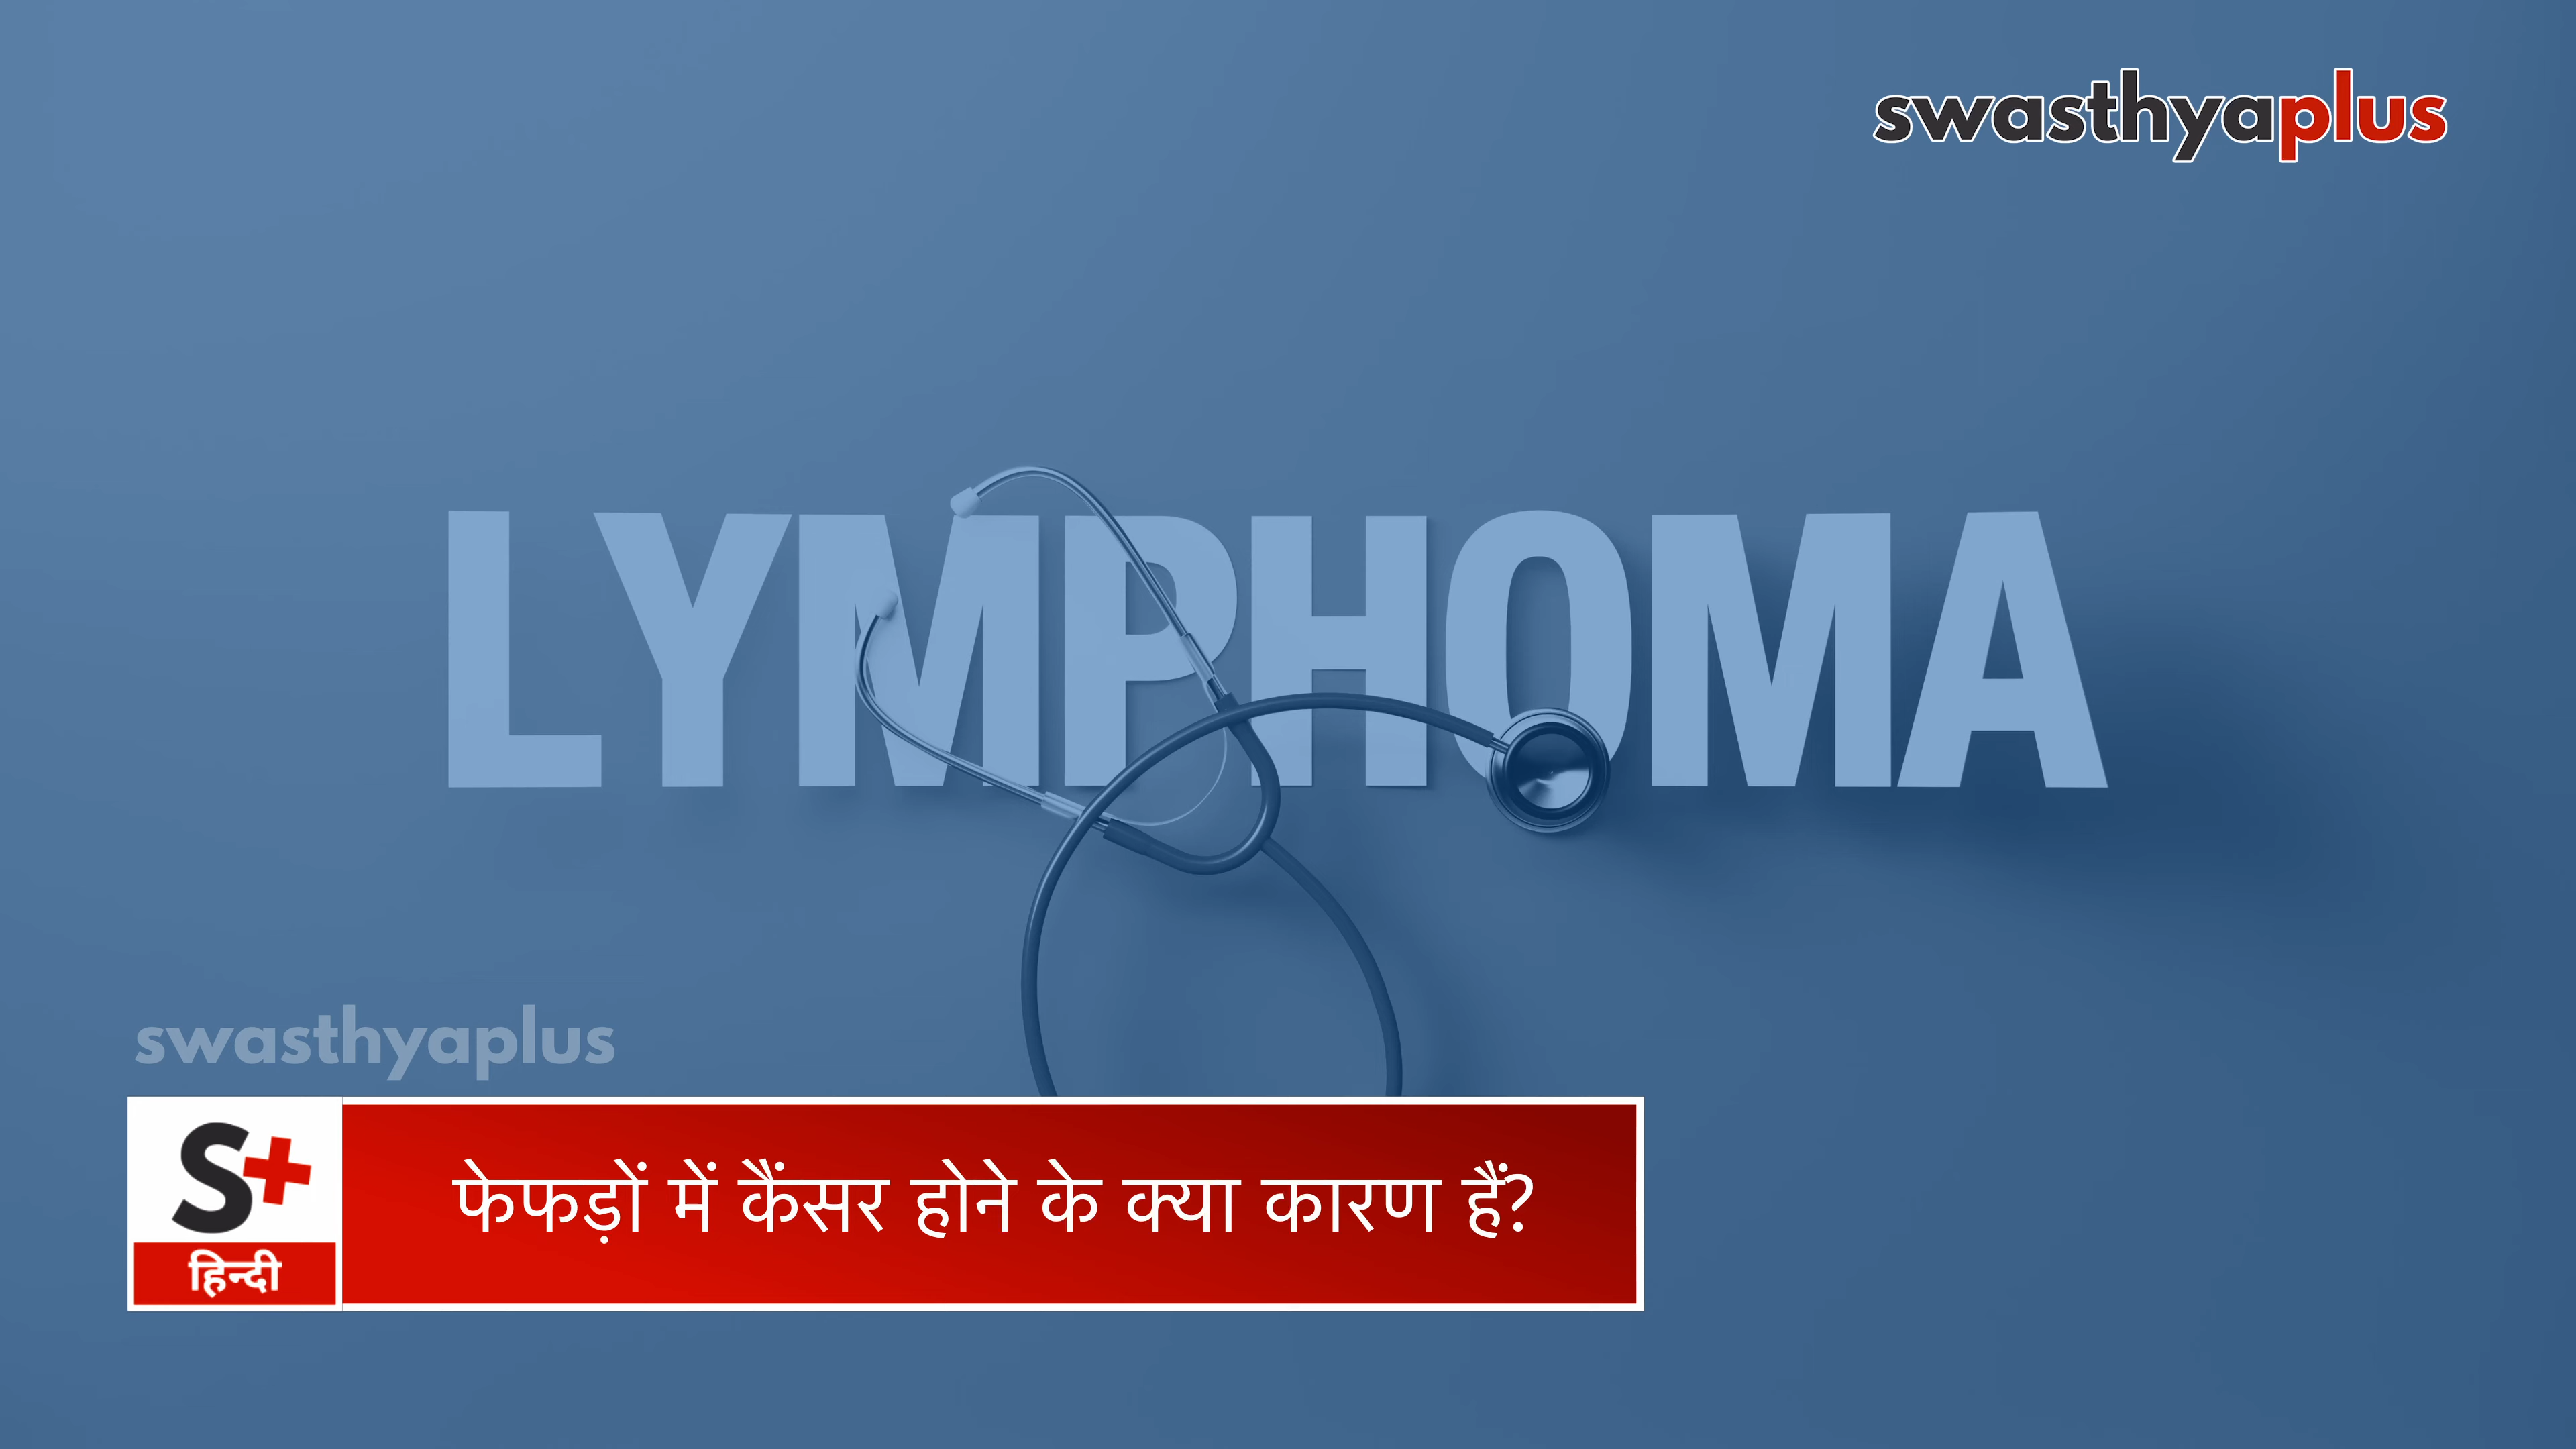 swasthyaplus
LYMPHOMA
swasthyaplus
S+
हिन्दी
फेफड़ों में कैंसर होने के क्या कारण हैं?